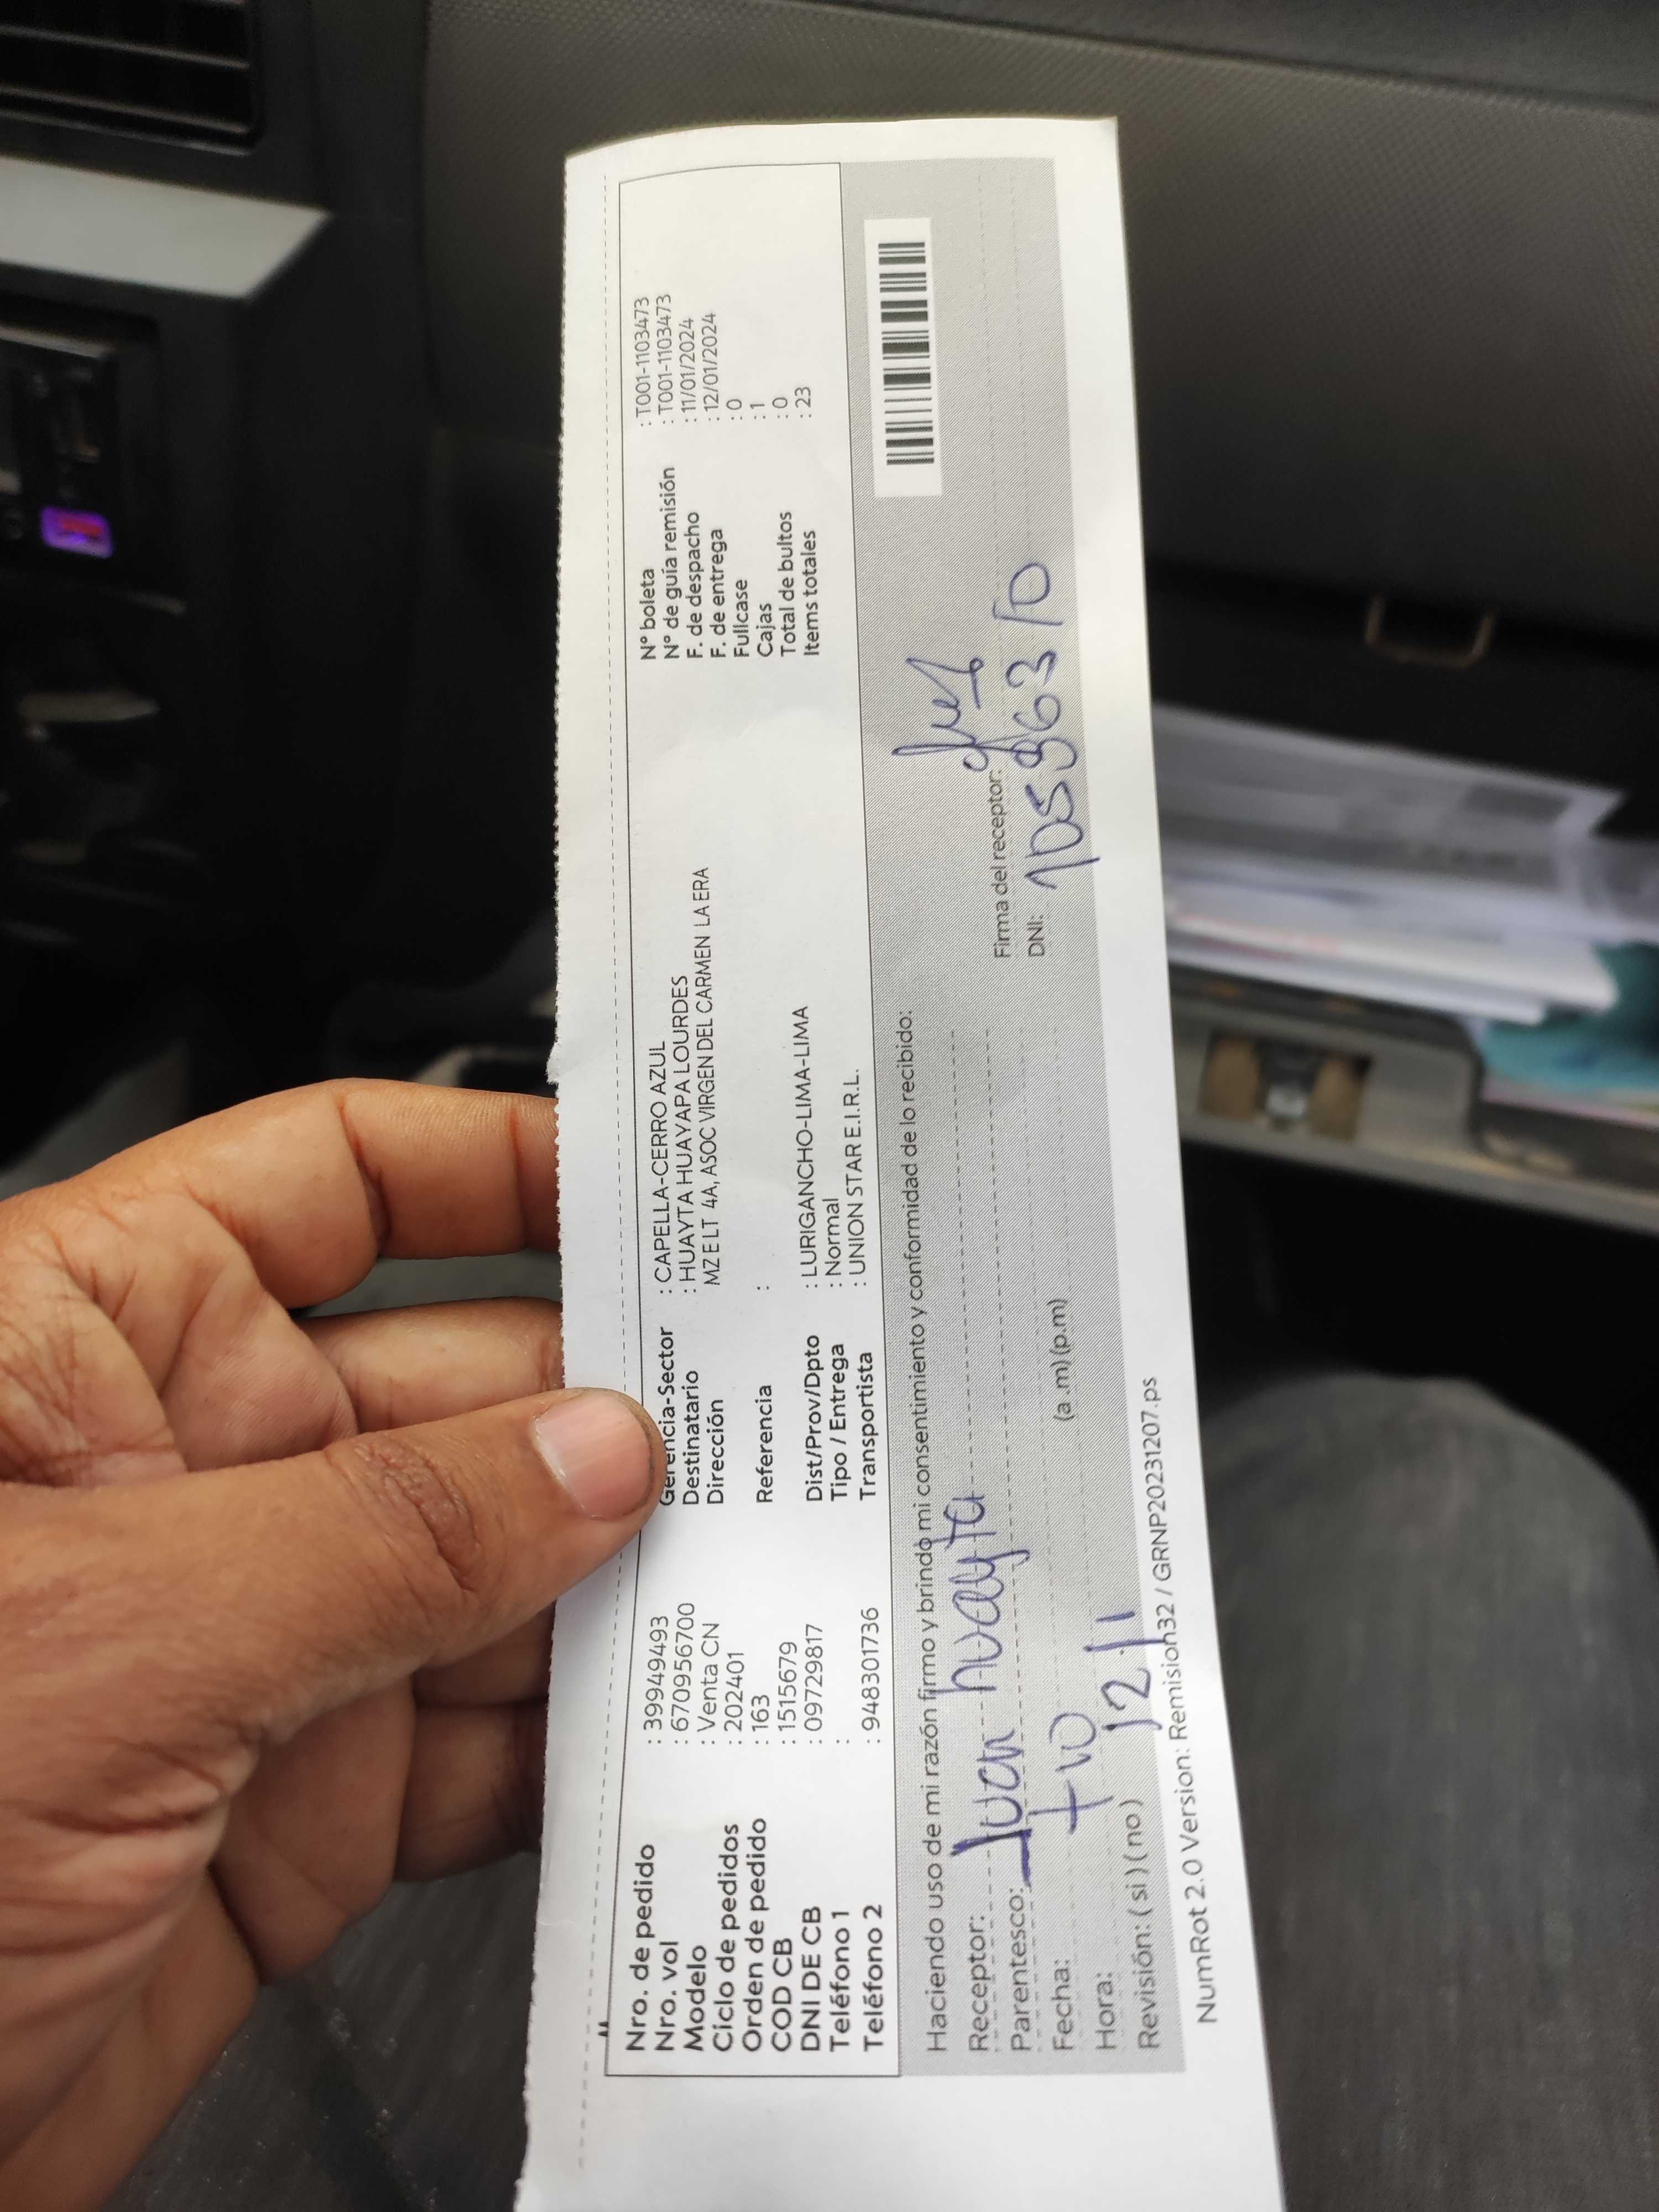 Nro. de pedido : 39949493
Nro. vol : 670956700
Modelo : Venta CN
Ciclo de pedidos : 202401
Orden de pedido : 163
COD CB : 1515679
DNI DE CB : 09729817
Teléfono 1 :
Teléfono 2 : 948301736
Gerencia-Sector : CAPELLA-CERRO AZUL
Destinatario : HUAYTA HUAYAPA LOURDES
Dirección MZ E LT 4A, ASOC VIRGEN DEL CARMEN LA ERA
Referencia :
Dist/Prov/Dpto : LURIGANCHO-LIMA-LIMA
Tipo / Entrega : Normal
Transportista : UNION STAR E.I.R.L.
N° boleta : T001-1103473
N° de guía remisión : T001-1103473
F. de despacho : 11/01/2024
F. de entrega : 12/01/2024
Fullcase : 0
Cajas : 1
Total de bultos : 0
Items totales : 23
Haciendo uso de mi razón firmo y brindo mi consentimiento y conformidad de lo recibido:
Receptor: Juan huayta
Parentesco:
Fecha: tio
Hora: 12/1 (a.m) (p.m)
Revisión: ( si ) ( no )
Firma del receptor:
DNI:
NumRot 2.0 Version: Remision32 / GRNP20231207.ps